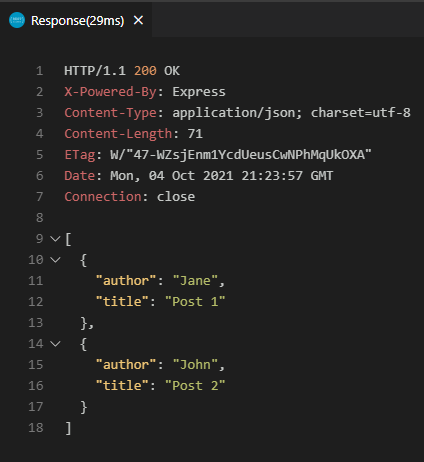 Response(29ms) ×
1 HTTP/1.1 200 OK
2 X-Powered-By: Express
3 Content-Type: application/json; charset=utf-8
4 Content-Length: 71
5 ETag: W/"47-WZsjEnm1YcdUeusCwNPhMqUkOXA"
6 Date: Mon, 04 Oct 2021 21:23:57 GMT
7 Connection: close
8
9 [
10 {
11 "author": "Jane",
12 "title": "Post 1"
13 },
14 {
15 "author": "John",
16 "title": "Post 2"
17 }
18 ]